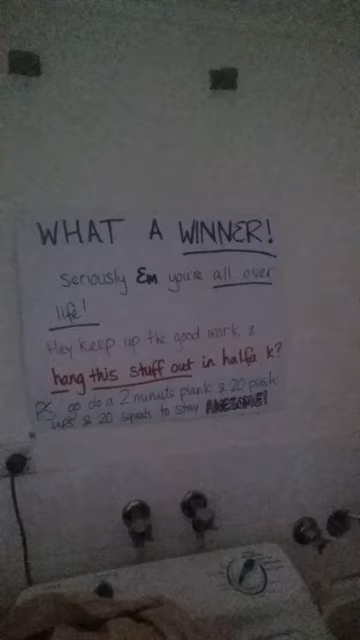 WHAT A WINNER!
seriously Em you're all over
life!
Hey keep up the good work &
hang this stuff out in halfa k?
PS go do a 2 minute plank & 20 push
ups & 20 squats to stay AWESOME!